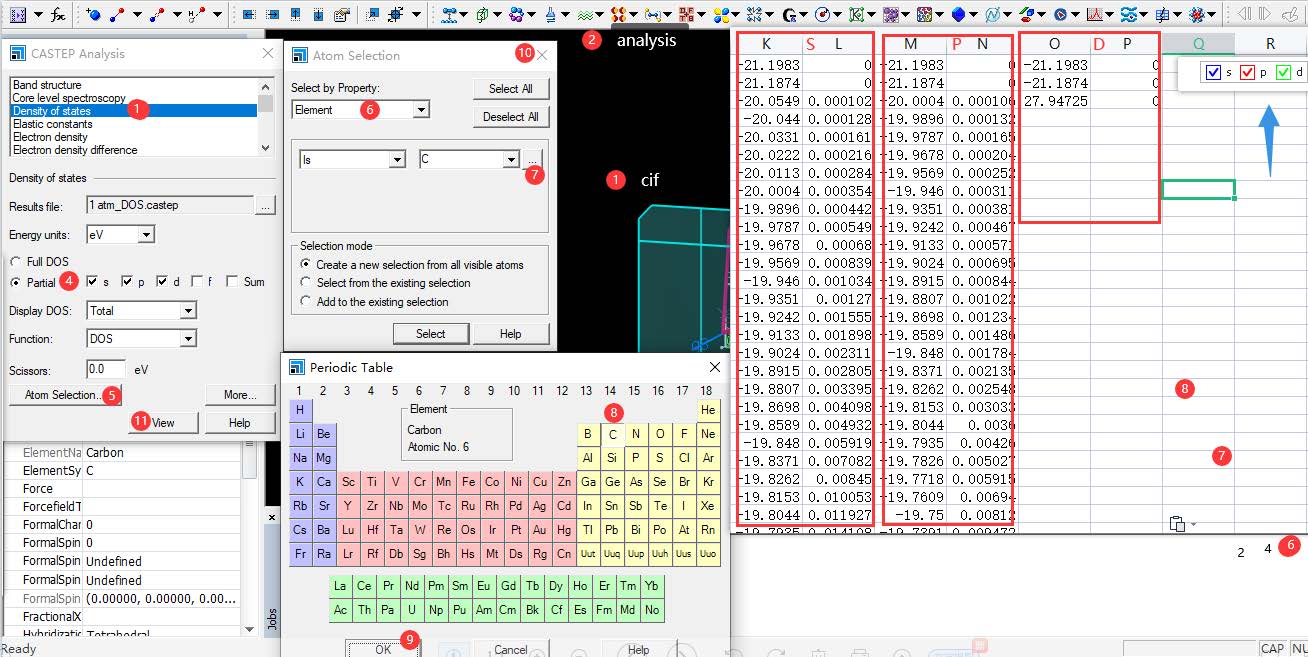 CASTEP Analysis
Band structure
Core level spectroscopy
Density of states
Elastic constants
Electron density
Electron density difference
1
Density of states
Results file: 1 atm_DOS.castep ...
Energy units: eV
Full DOS
Partial 4 s p d f Sum
Display DOS: Total
Function: DOS
Scissors: 0.0 eV
Atom Selection... 5 More...
11 View Help
Carbon
ElementSy C
Force
ForcefieldT
FormalChar 0
FormalSpin 0
FormalSpin Undefined
FormalSpin Undefined
FormalSpin (0.00000, 0.00000, 0.00...
FractionalX
Tetrahedral
Ready
Jobs
Atom Selection 10
Select by Property: Select All
Element 6 Deselect All
Is C ...
7
Selection mode
Create a new selection from all visible atoms
Select from the existing selection
Add to the existing selection
Select Help
2 analysis
1 cif
Periodic Table
1 2 3 4 5 6 7 8 9 10 11 12 13 14 15 16 17 18
Element
Carbon
Atomic No. 6
8
H He
Li Be B C N O F Ne
Na Mg Al Si P S Cl Ar
K Ca Sc Ti V Cr Mn Fe Co Ni Cu Zn Ga Ge As Se Br Kr
Rb Sr Y Zr Nb Mo Tc Ru Rh Pd Ag Cd In Sn Sb Te I Xe
Cs Ba Lu Hf Ta W Re Os Ir Pt Au Hg Tl Pb Bi Po At Rn
Fr Ra Lr Rf Db Sg Bh Hs Mt Ds Rg Cn Uut Uuq Uup Uuh Uus Uuo
La Ce Pr Nd Pm Sm Eu Gd Tb Dy Ho Er Tm Yb
Ac Th Pa U Np Pu Am Cm Bk Cf Es Fm Md No
OK 9 Cancel Help
K S L M P N O D P Q R
-21.1983 0 -21.1983 0 -21.1983 0
-21.1874 0 -21.1874 0 -21.1874 0
-20.0549 0.000102 -20.0004 0.000106 27.94725 0
-20.044 0.000128 -19.9896 0.000132
-20.0331 0.000161 -19.9787 0.000165
-20.0222 0.000216 -19.9678 0.000204
-20.0113 0.000284 -19.9569 0.000252
-20.0004 0.000354 -19.946 0.000311
-19.9896 0.000442 -19.9351 0.000381
-19.9787 0.000549 -19.9242 0.000467
-19.9678 0.00068 -19.9133 0.000571
-19.9569 0.000839 -19.9024 0.000695
-19.946 0.001034 -19.8915 0.000844
-19.9351 0.00127 -19.8807 0.001022
-19.9242 0.001555 -19.8698 0.001234
-19.9133 0.001898 -19.8589 0.001486
-19.9024 0.002311 -19.848 0.001784
-19.8915 0.002805 -19.8371 0.002135
-19.8807 0.003395 -19.8262 0.002548
-19.8698 0.004098 -19.8153 0.003033
-19.8589 0.004932 -19.8044 0.0036
-19.848 0.005919 -19.7935 0.00426
-19.8371 0.007082 -19.7826 0.005027
-19.8262 0.00845 -19.7718 0.005915
-19.8153 0.010053 -19.7609 0.00694
-19.8044 0.011927 -19.75 0.00812
s p d
8
7
2 4 6
CAP